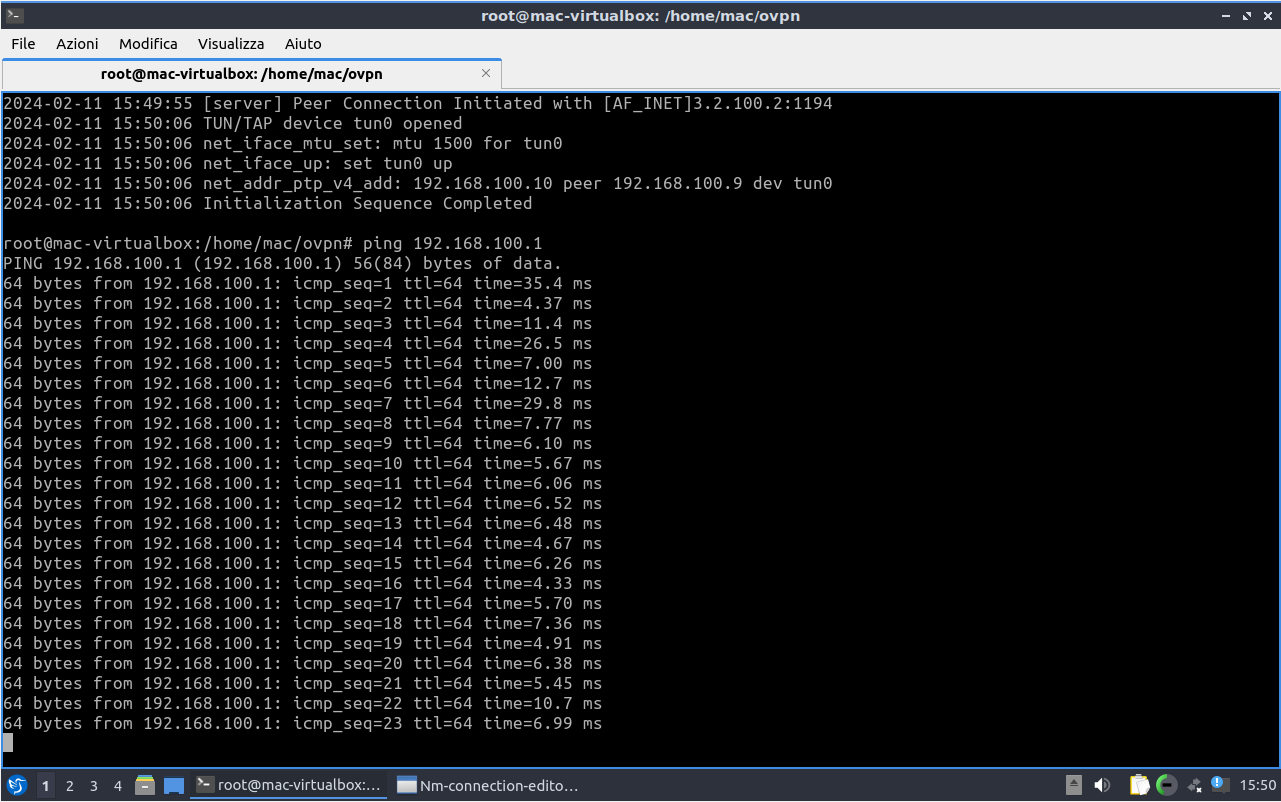 root@mac-virtualbox: /home/mac/ovpn
File Azioni Modifica Visualizza Aiuto
root@mac-virtualbox: /home/mac/ovpn
2024-02-11 15:49:55 [server] Peer Connection Initiated with [AF_INET]3.2.100.2:1194
2024-02-11 15:50:06 TUN/TAP device tun0 opened
2024-02-11 15:50:06 net_iface_mtu_set: mtu 1500 for tun0
2024-02-11 15:50:06 net_iface_up: set tun0 up
2024-02-11 15:50:06 net_addr_ptp_v4_add: 192.168.100.10 peer 192.168.100.9 dev tun0
2024-02-11 15:50:06 Initialization Sequence Completed
root@mac-virtualbox:/home/mac/ovpn# ping 192.168.100.1
PING 192.168.100.1 (192.168.100.1) 56(84) bytes of data.
64 bytes from 192.168.100.1: icmp_seq=1 ttl=64 time=35.4 ms
64 bytes from 192.168.100.1: icmp_seq=2 ttl=64 time=4.37 ms
64 bytes from 192.168.100.1: icmp_seq=3 ttl=64 time=11.4 ms
64 bytes from 192.168.100.1: icmp_seq=4 ttl=64 time=26.5 ms
64 bytes from 192.168.100.1: icmp_seq=5 ttl=64 time=7.00 ms
64 bytes from 192.168.100.1: icmp_seq=6 ttl=64 time=12.7 ms
64 bytes from 192.168.100.1: icmp_seq=7 ttl=64 time=29.8 ms
64 bytes from 192.168.100.1: icmp_seq=8 ttl=64 time=7.77 ms
64 bytes from 192.168.100.1: icmp_seq=9 ttl=64 time=6.10 ms
64 bytes from 192.168.100.1: icmp_seq=10 ttl=64 time=5.67 ms
64 bytes from 192.168.100.1: icmp_seq=11 ttl=64 time=6.06 ms
64 bytes from 192.168.100.1: icmp_seq=12 ttl=64 time=6.52 ms
64 bytes from 192.168.100.1: icmp_seq=13 ttl=64 time=6.48 ms
64 bytes from 192.168.100.1: icmp_seq=14 ttl=64 time=4.67 ms
64 bytes from 192.168.100.1: icmp_seq=15 ttl=64 time=6.26 ms
64 bytes from 192.168.100.1: icmp_seq=16 ttl=64 time=4.33 ms
64 bytes from 192.168.100.1: icmp_seq=17 ttl=64 time=5.70 ms
64 bytes from 192.168.100.1: icmp_seq=18 ttl=64 time=7.36 ms
64 bytes from 192.168.100.1: icmp_seq=19 ttl=64 time=4.91 ms
64 bytes from 192.168.100.1: icmp_seq=20 ttl=64 time=6.38 ms
64 bytes from 192.168.100.1: icmp_seq=21 ttl=64 time=5.45 ms
64 bytes from 192.168.100.1: icmp_seq=22 ttl=64 time=10.7 ms
64 bytes from 192.168.100.1: icmp_seq=23 ttl=64 time=6.99 ms
1 2 3 4 root@mac-virtualbox:... Nm-connection-edito... 15:50